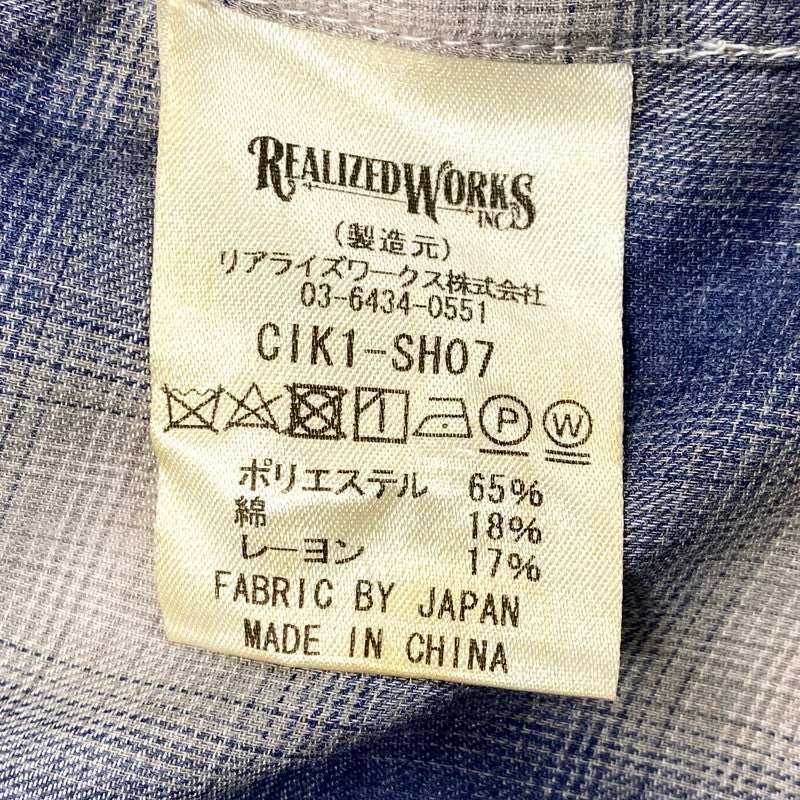 REALIZED WORKS
INC.
(製造元)
リアライズワークス株式会社
03-6434-0551
CIK1-SH07
P W
ポリエステル 65%
綿 18%
レーヨン 17%
FABRIC BY JAPAN
MADE IN CHINA